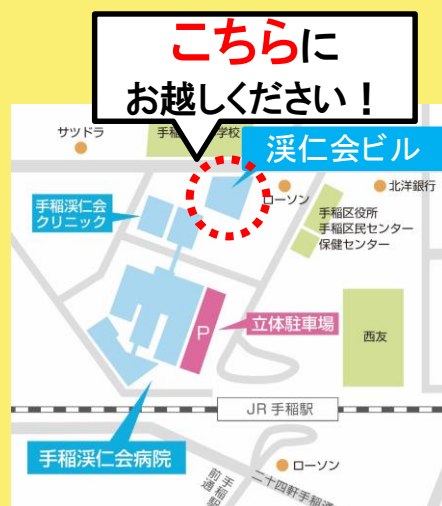 こちらに
お越しください！
サツドラ
手稲
学校
渓仁会ビル
ローソン
北洋銀行
手稲渓仁会
クリニック
手稲区役所
手稲区民センター
保健センター
P
立体駐車場
西友
JR 手稲駅
手稲渓仁会病院
ローソン
二十四軒手稲
手稲駅
前通